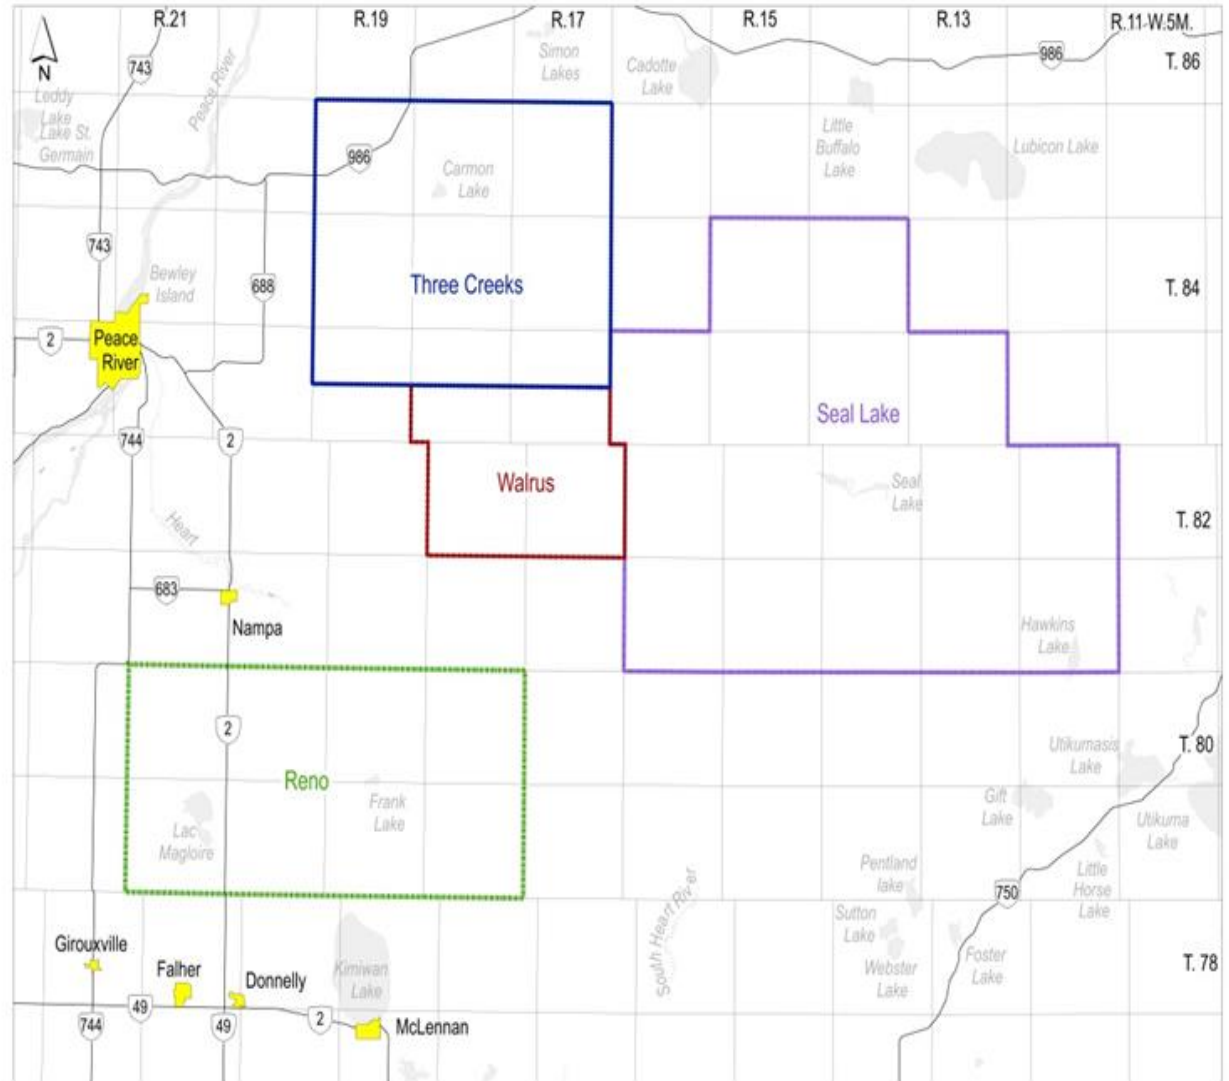 R.21
R.19
R.17
R.15
R.13
R.11-W.5M.
N
743
Peace River
Simon
Lakes
Cadotte
Lake
986
T. 86
Leddy
Lake
Lake St.
Germain
986
Carmon
Lake
Little
Buffalo
Lake
Lubicon Lake
743
Bewley
Island
688
Three Creeks
T. 84
2
Peace
River
744
2
Seal Lake
Walrus
Seal
Lake
T. 82
Heart
683
Nampa
Hawkins
Lake
2
Reno
Frank
Lake
Lac
Magloire
Utikumasis
Lake
T. 80
Gift
Lake
Utikuma
Lake
Pentland
lake
Little
Horse
Lake
750
South Heart River
Sutton
Lake
Webster
Lake
Foster
Lake
T. 78
Girouxville
Falher
Donnelly
Kimiwan
Lake
49
2
McLennan
744
49